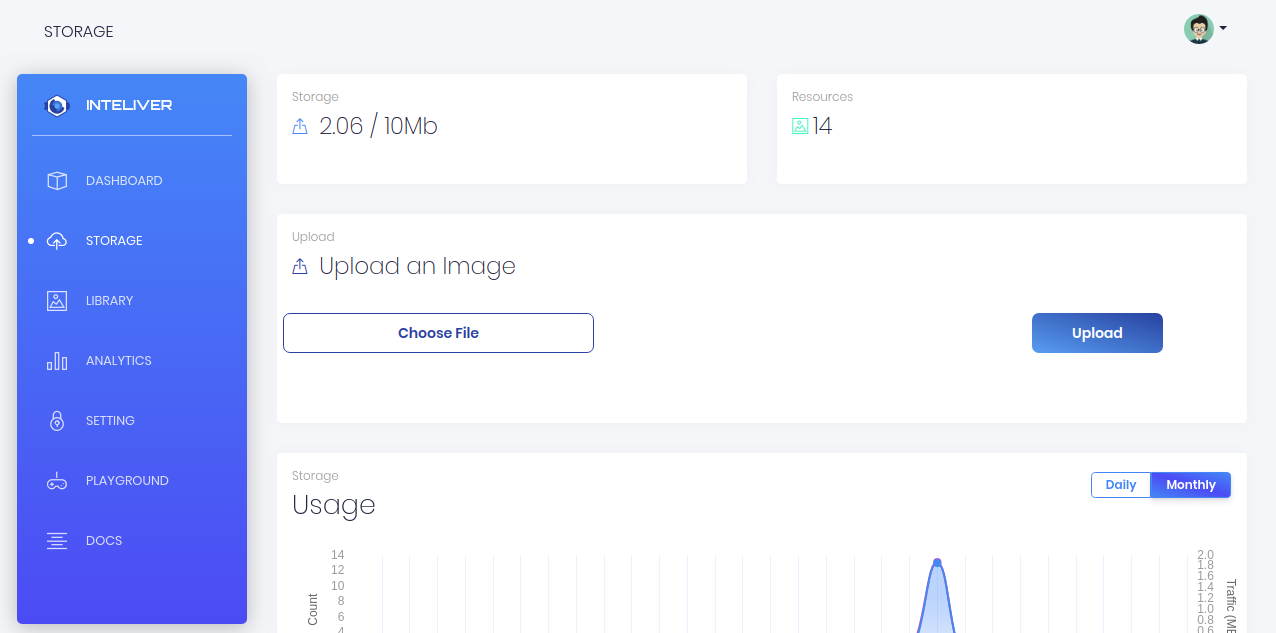 STORAGE
INTELIVER
DASHBOARD
STORAGE
LIBRARY
ANALYTICS
SETTING
PLAYGROUND
DOCS
Storage
2.06 / 10Mb
Resources
14
Upload
Upload an Image
Choose File
Upload
Storage
Usage
Daily
Monthly
14
12
10
8
6
4
Count
2.0
1.8
1.6
1.4
1.2
1.0
0.8
0.6
Traffic